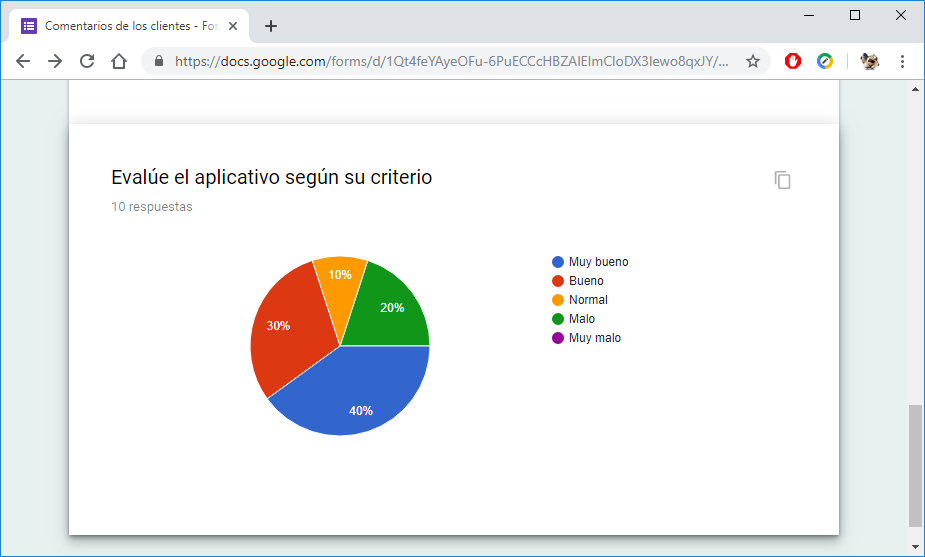 Comentarios de los clientes - For
https://docs.google.com/forms/d/1Qt4feYAyeOFu-6PuECCcHBZAlEImCIoDX3Iewo8qxJY/...
Evalúe el aplicativo según su criterio
10 respuestas
10%
20%
30%
40%
Muy bueno
Bueno
Normal
Malo
Muy malo